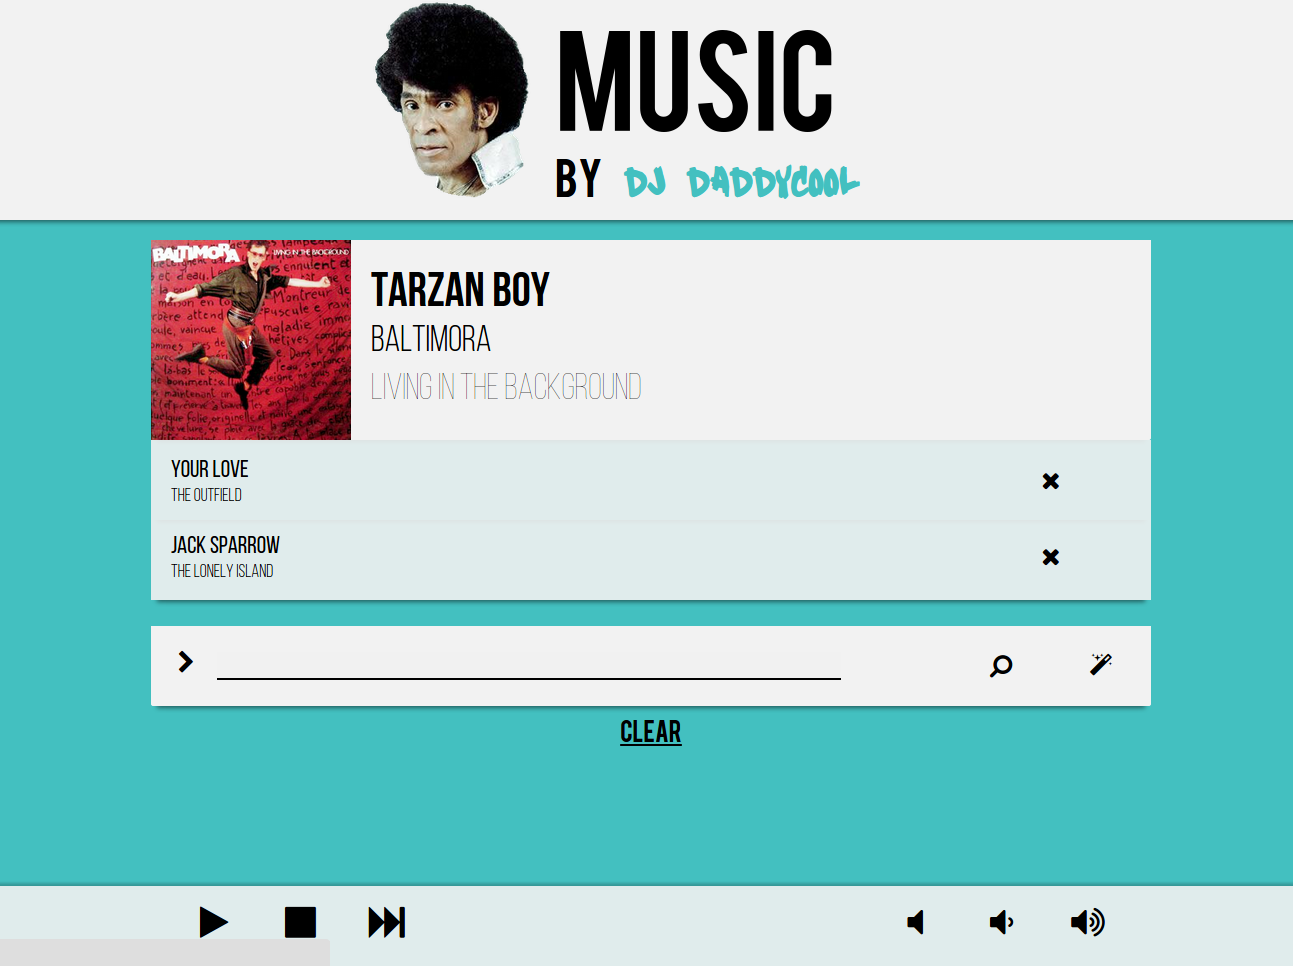 MUSIC
BY DJ DADDYCOOL
BALTIMORA
LIVING IN THE BACKGROUND
TARZAN BOY
BALTIMORA
LIVING IN THE BACKGROUND
YOUR LOVE
THE OUTFIELD
JACK SPARROW
THE LONELY ISLAND
CLEAR